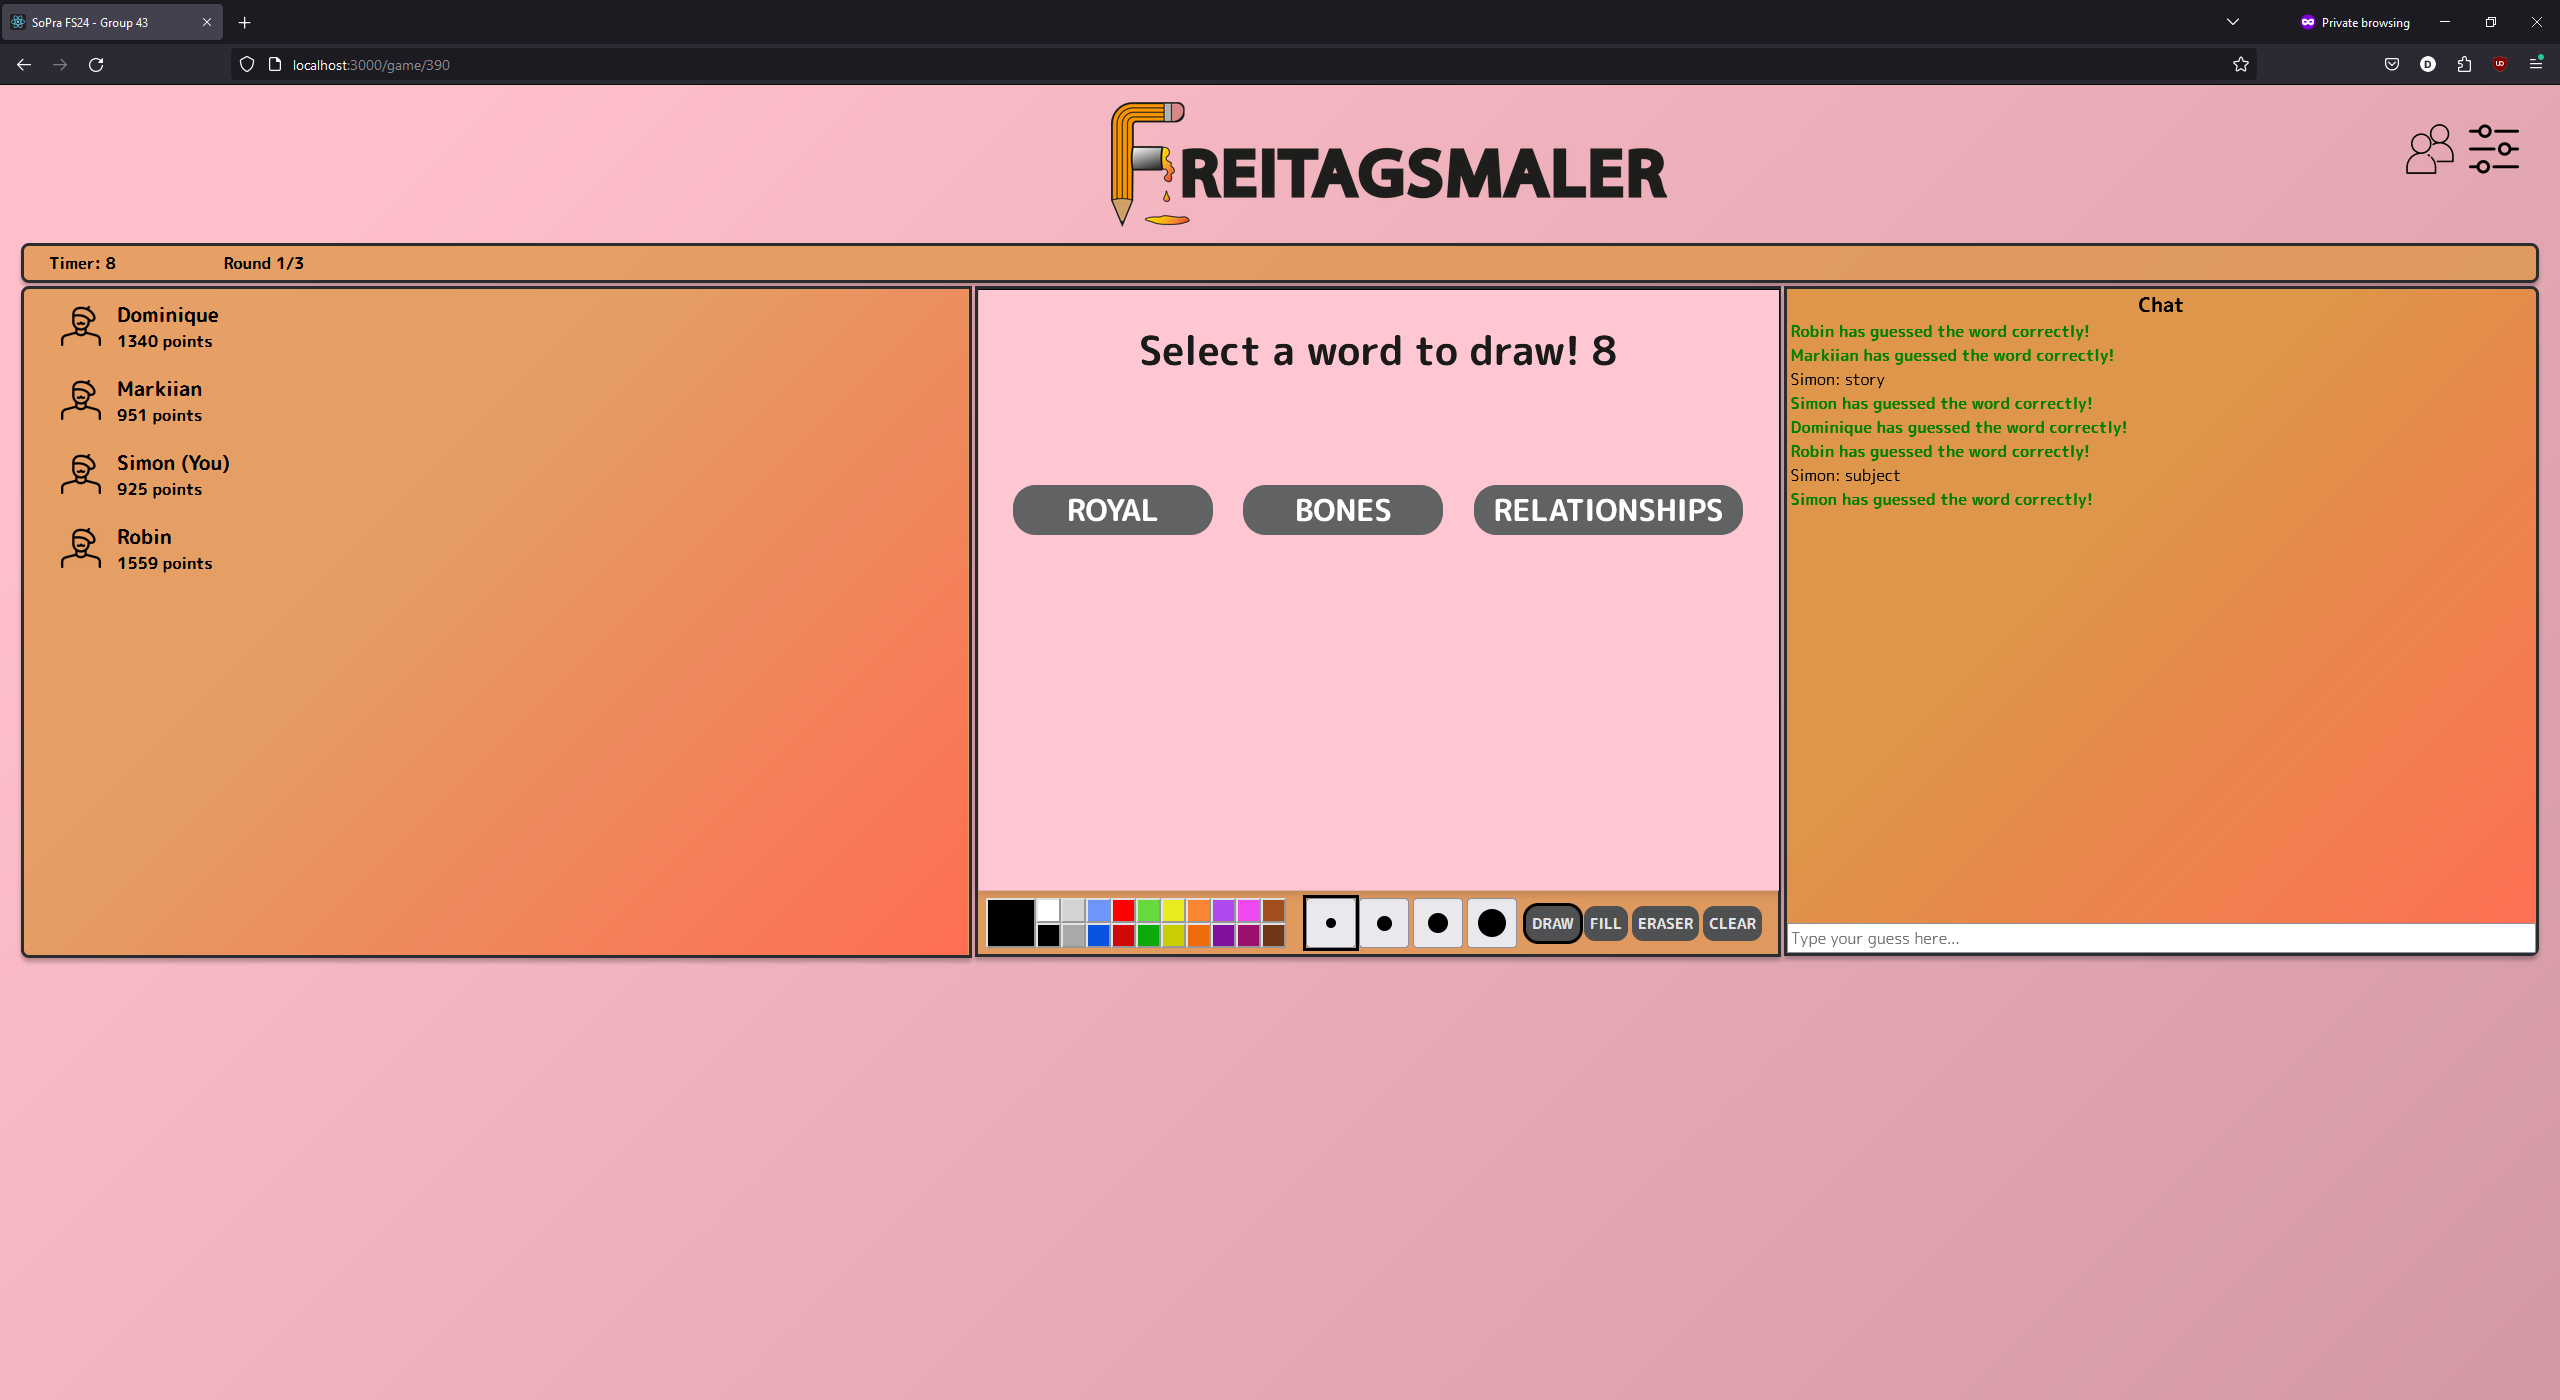 SoPra FS24 - Group 43
Private browsing
localhost:3000/game/390
FREITAGSMALER
Timer: 8 Round 1/3
Dominique
1340 points
Markiian
951 points
Simon (You)
925 points
Robin
1559 points
Select a word to draw! 8
ROYAL BONES RELATIONSHIPS
DRAW FILL ERASER CLEAR
Chat
Robin has guessed the word correctly!
Markiian has guessed the word correctly!
Simon: story
Simon has guessed the word correctly!
Dominique has guessed the word correctly!
Robin has guessed the word correctly!
Simon: subject
Simon has guessed the word correctly!
Type your guess here...